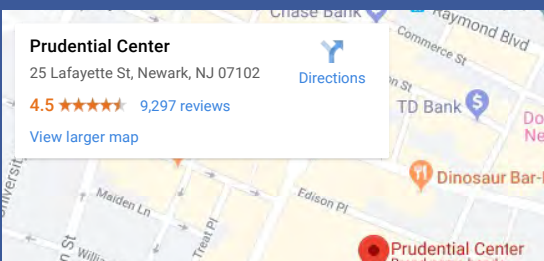 Chase Bank
Raymond Blvd
Commerce St
Prudential Center
25 Lafayette St, Newark, NJ 07102
Directions
4.5
9,297 reviews
View larger map
TD Bank
Dinosaur Bar-
Maiden Ln
Edison Pl
Treat Pl
Prudential Center